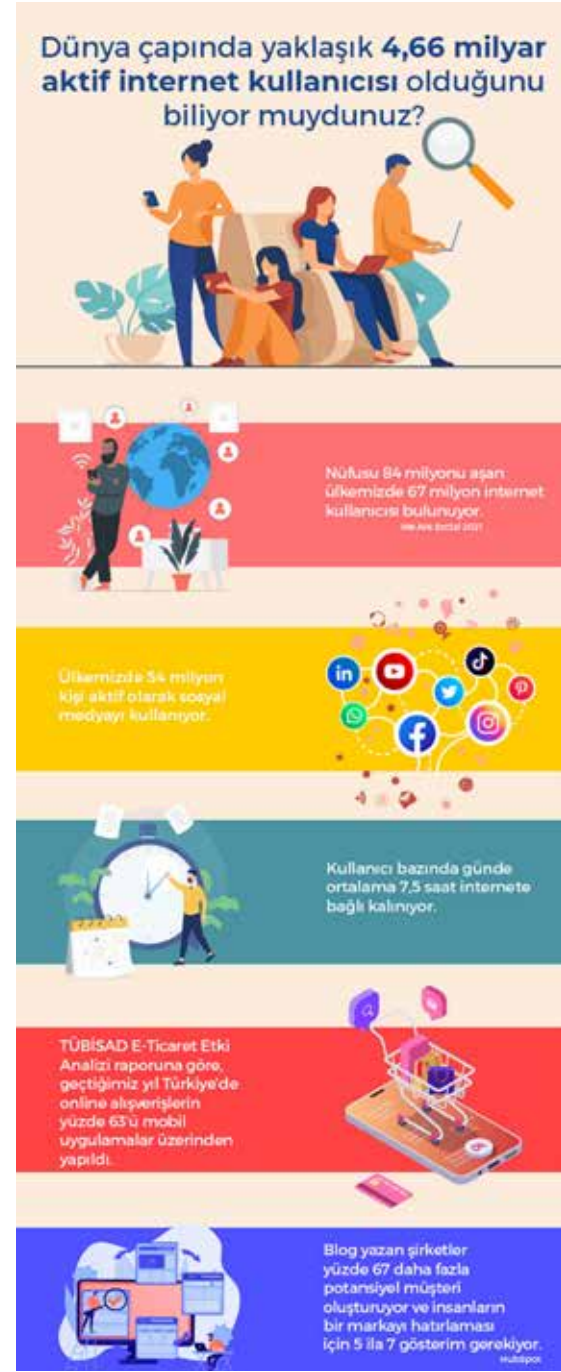 Dünya çapında yaklaşık 4,66 milyar
aktif internet kullanıcısı olduğunu
biliyor muydunuz?
Nüfusu 84 milyonu aşan
ülkemizde 67 milyon internet
kullanıcısı bulunuyor.
We Are Social 2021
Ülkemizde 54 milyon
kişi aktif olarak sosyal
medyayı kullanıyor.
Kullanıcı bazında günde
ortalama 7,5 saat internete
bağlı kalınıyor.
TÜBİSAD E-Ticaret Etki
Analizi raporuna göre,
geçtiğimiz yıl Türkiye'de
online alışverişlerin
yüzde 63'ü mobil
uygulamalar üzerinden
yapıldı.
Blog yazan şirketler
yüzde 67 daha fazla
potansiyel müşteri
oluşturuyor ve insanların
bir markayı hatırlaması
için 5 ila 7 gösterim gerekiyor.
HubSpot